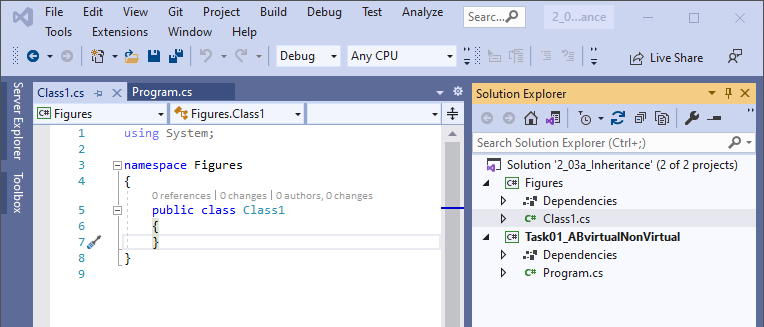 File Edit View Git Project Build Debug Test Analyze Searc... 2_0...ance
Tools Extensions Window Help
Debug Any CPU Live Share
Server Explorer
Toolbox
Class1.cs Program.cs
C# Figures Figures.Class1
1 using System;
2
3 namespace Figures
4 {
0 references | 0 changes | 0 authors, 0 changes
5 public class Class1
6 {
7 }
8 }
9
Solution Explorer
Search Solution Explorer (Ctrl+;)
Solution '2_03a_Inheritance' (2 of 2 projects)
C# Figures
Dependencies
C# Class1.cs
C# Task01_ABvirtualNonVirtual
Dependencies
C# Program.cs